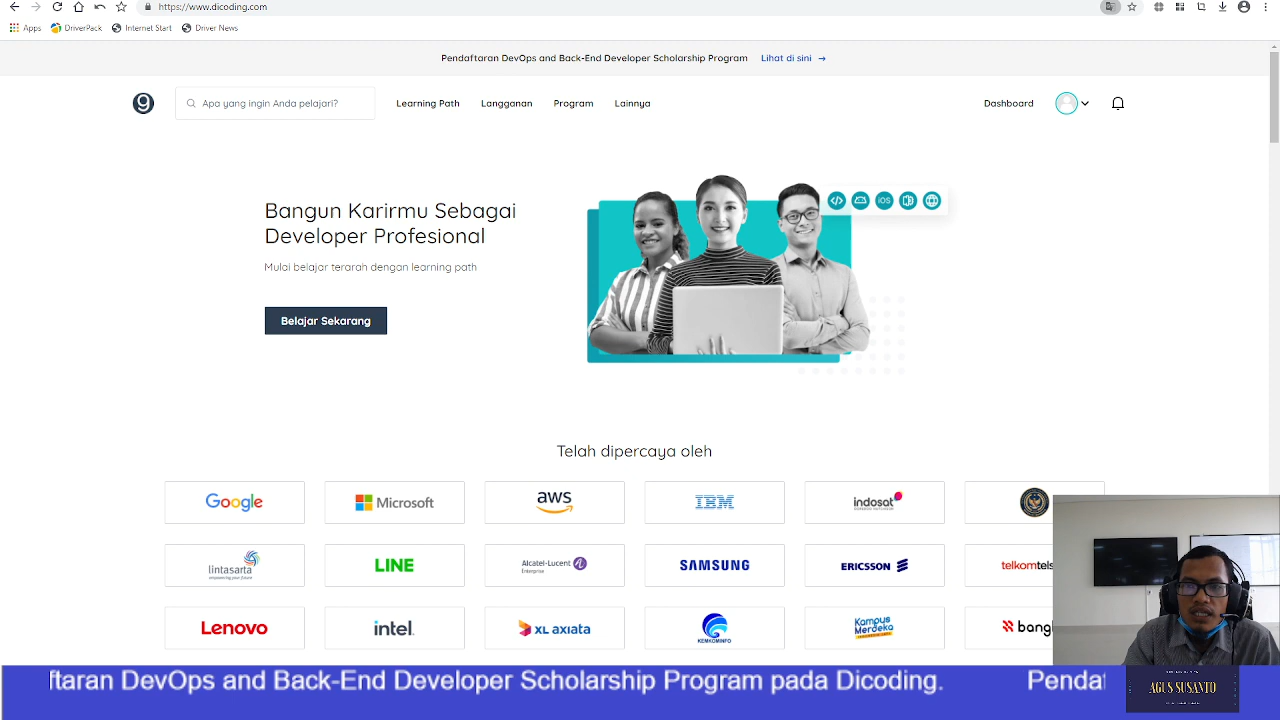 https://www.dicoding.com
Apps DriverPack Internet Start Driver News
Pendaftaran DevOps and Back-End Developer Scholarship Program Lihat di sini →
Apa yang ingin Anda pelajari? Learning Path Langganan Program Lainnya Dashboard
Bangun Karirmu Sebagai
Developer Profesional
Mulai belajar terarah dengan learning path
Belajar Sekarang
iOS
Telah dipercaya oleh
Google Microsoft aws IBM indosat
lintasarta LINE Alcatel-Lucent Enterprise SAMSUNG ERICSSON telkomtels
Lenovo intel. XL axiata KEMKOMINFO Kampus Merdeka bangk
ftaran DevOps and Back-End Developer Scholarship Program pada Dicoding. Pendaf
AGUS SUSANTO